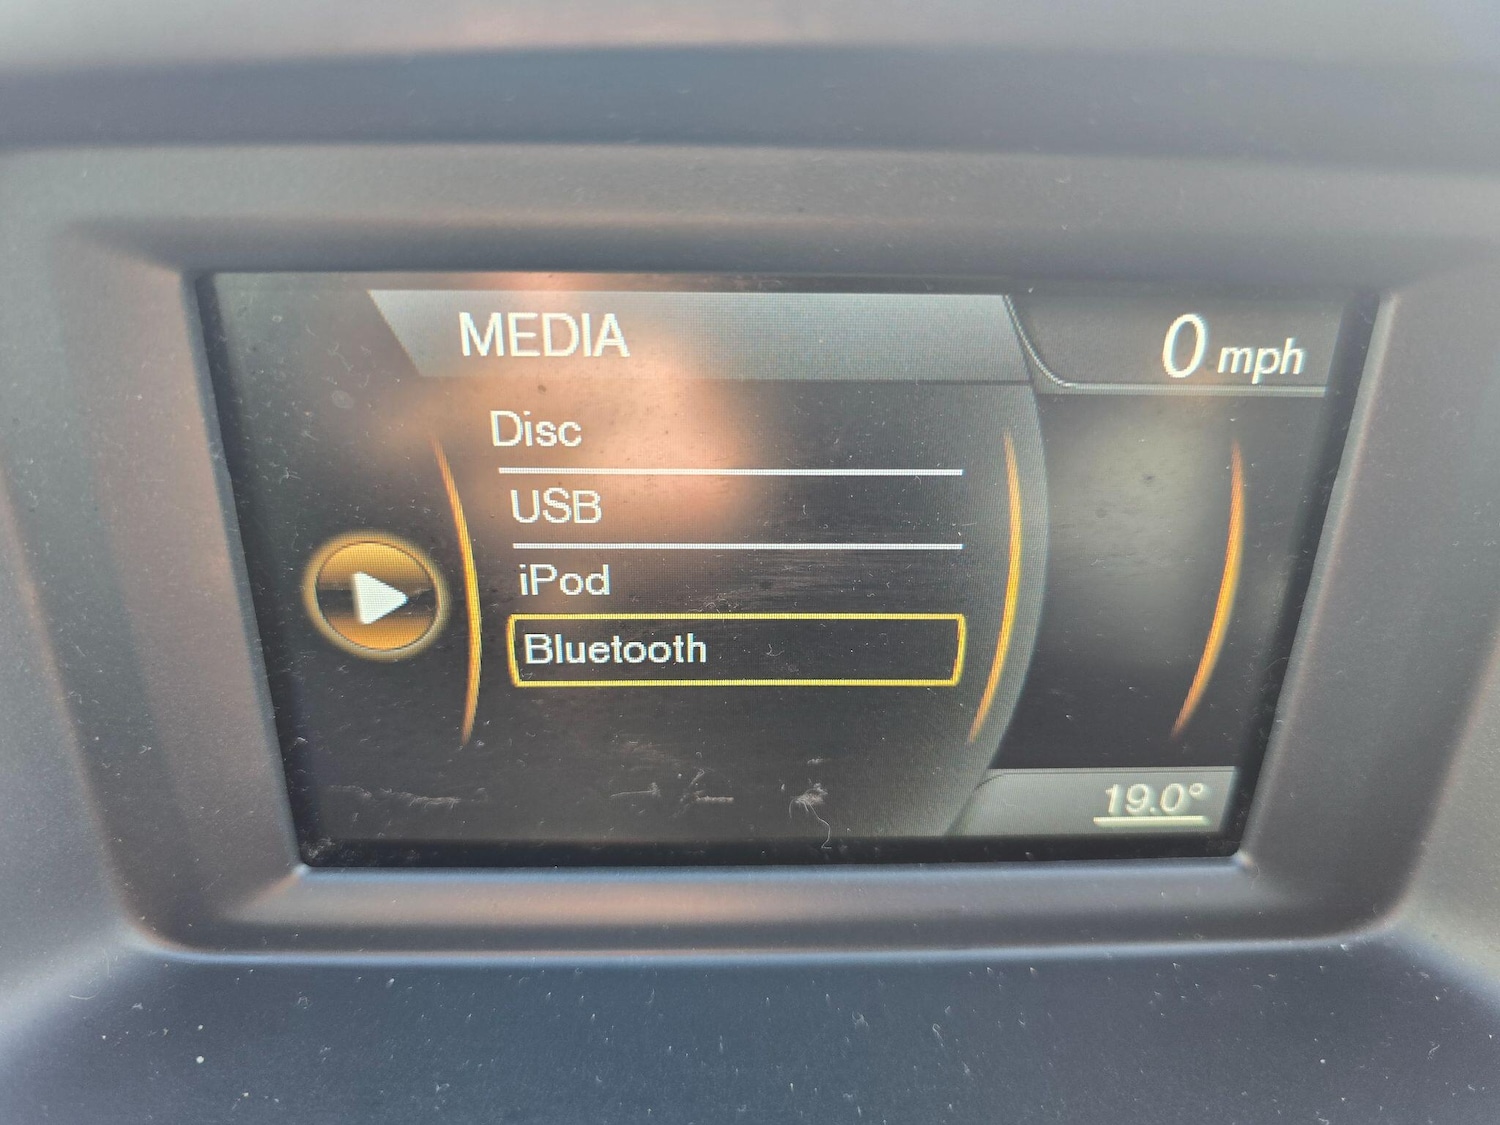 MEDIA
0 mph
Disc
USB
iPod
Bluetooth
19.0°